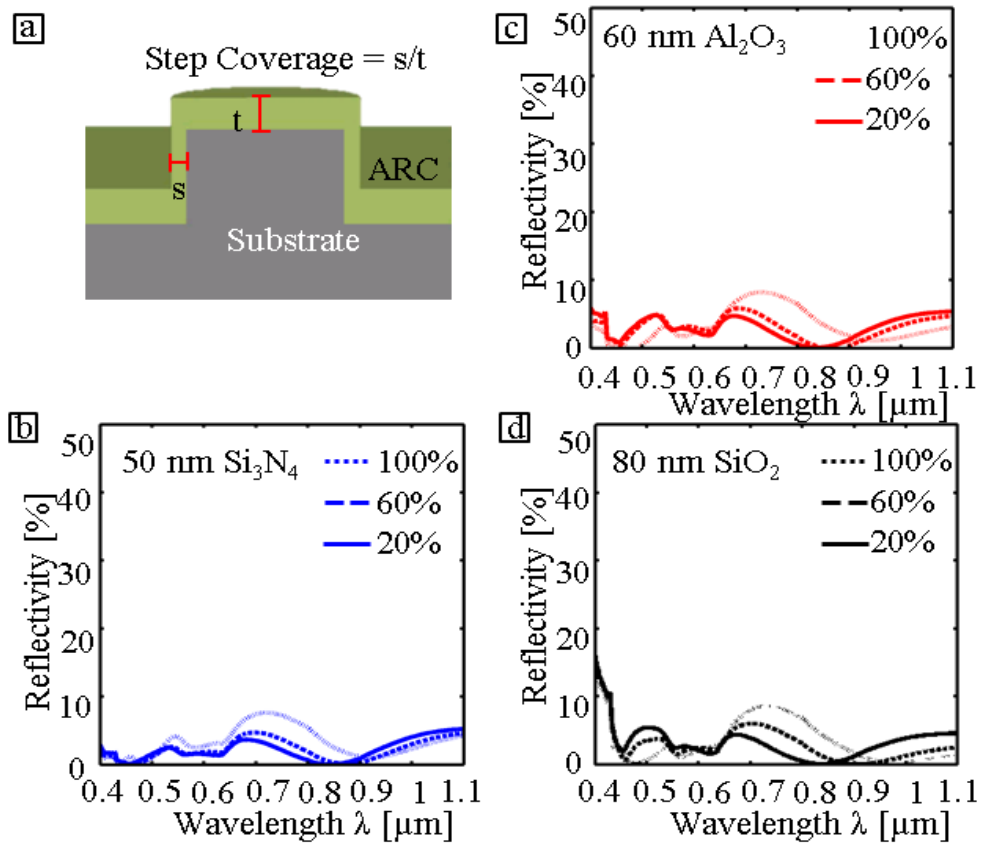 a
Step Coverage = s/t
t
s
ARC
Substrate
c
60 nm Al₂O₃
100%
60%
20%
Reflectivity [%]
50
40
30
20
10
0
0.4 0.5 0.6 0.7 0.8 0.9 1 1.1
Wavelength λ [μm]
b
50 nm Si₃N₄
100%
60%
20%
Reflectivity [%]
50
40
30
20
10
0
0.4 0.5 0.6 0.7 0.8 0.9 1 1.1
Wavelength λ [μm]
d
80 nm SiO₂
100%
60%
20%
Reflectivity [%]
50
40
30
20
10
0
0.4 0.5 0.6 0.7 0.8 0.9 1 1.1
Wavelength λ [μm]